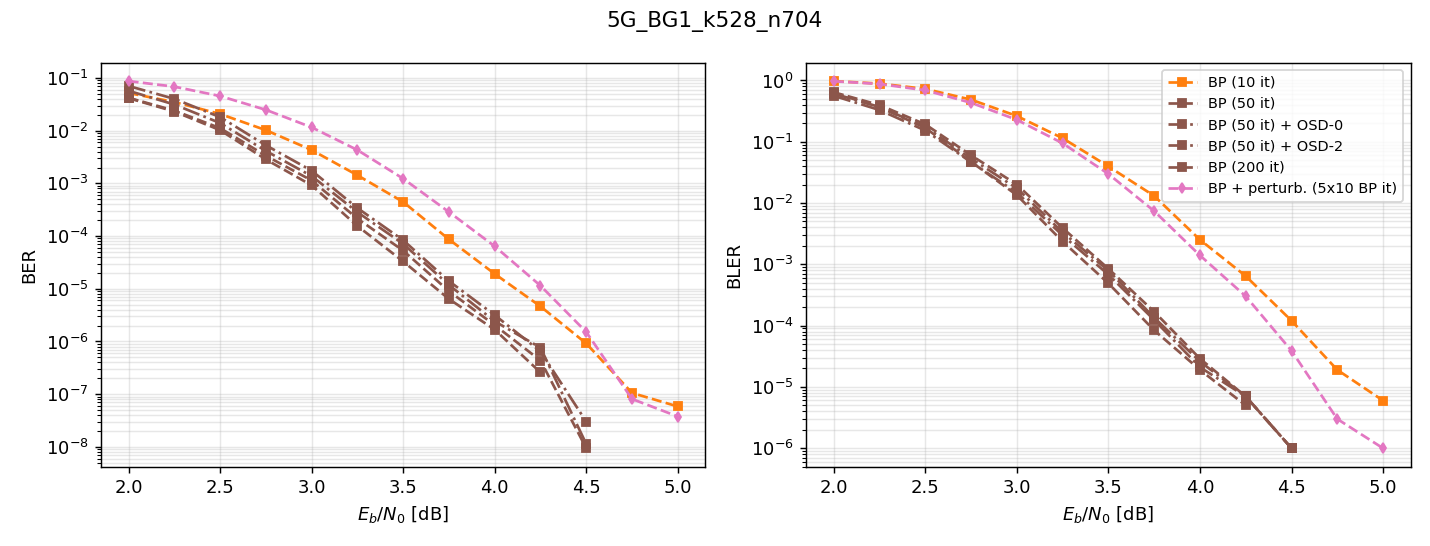 5G_BG1_k528_n704
BER
10⁻¹
10⁻²
10⁻³
10⁻⁴
10⁻⁵
10⁻⁶
10⁻⁷
10⁻⁸
2.0 2.5 3.0 3.5 4.0 4.5 5.0
E_b/N_0 [dB]
BLER
10⁰
10⁻¹
10⁻²
10⁻³
10⁻⁴
10⁻⁵
10⁻⁶
BP (10 it)
BP (50 it)
BP (50 it) + OSD-0
BP (50 it) + OSD-2
BP (200 it)
BP + perturb. (5x10 BP it)
2.0 2.5 3.0 3.5 4.0 4.5 5.0
E_b/N_0 [dB]